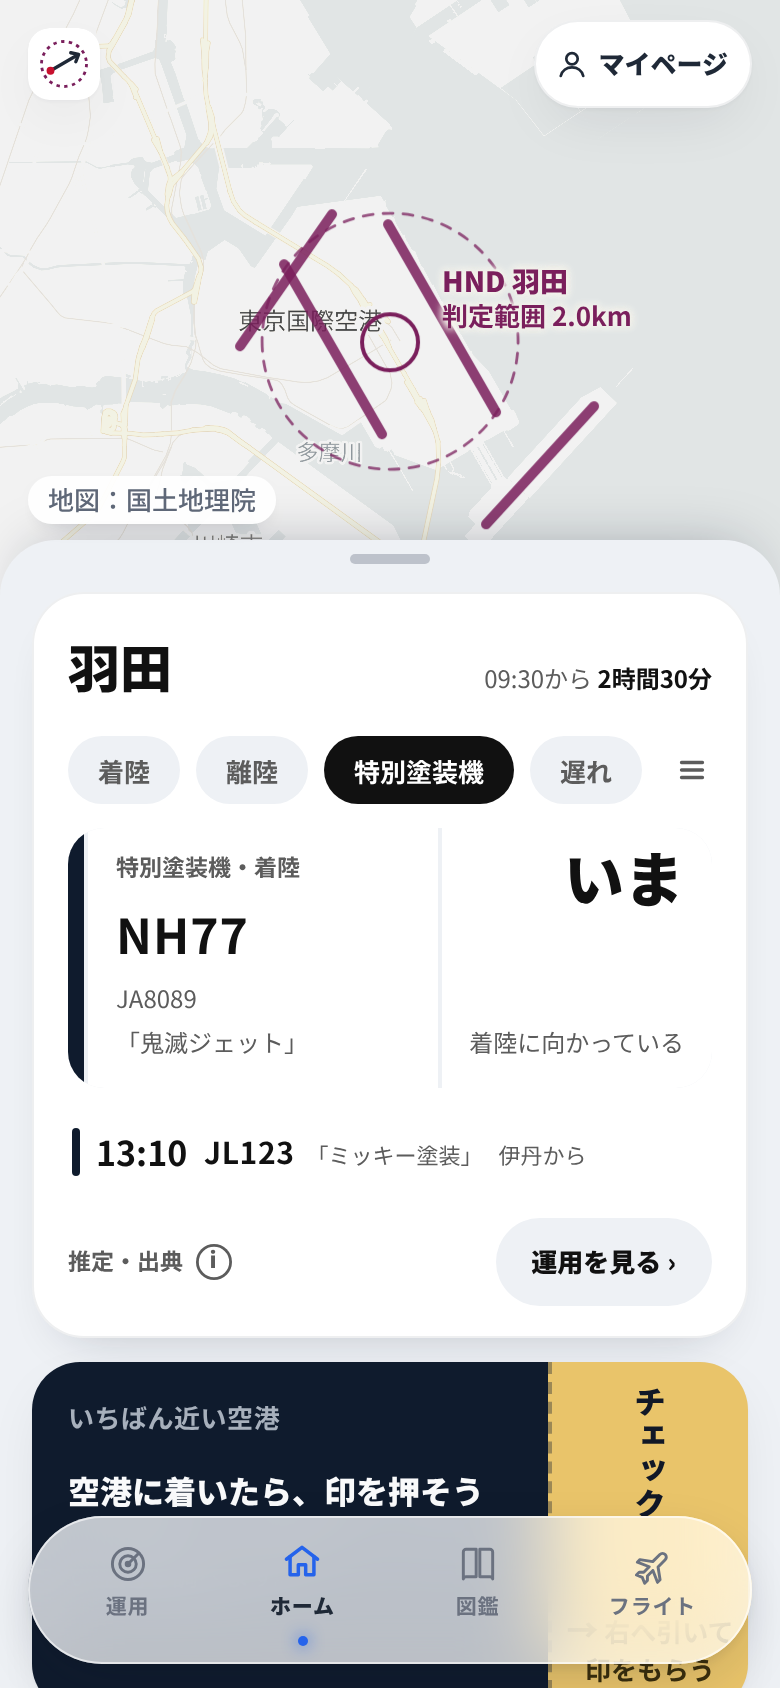 マイページ
HND 羽田
判定範囲 2.0km
東京国際空港
多摩川
地図：国土地理院
羽田
09:30から 2時間30分
着陸
離陸
特別塗装機
遅れ
特別塗装機・着陸
いま
NH77
JA8089
「鬼滅ジェット」
着陸に向かっている
13:10 JL123 「ミッキー塗装」 伊丹から
推定・出典 i
運用を見る ›
いちばん近い空港
チェック
空港に着いたら、印を押そう
運用
ホーム
図鑑
フライト
→ 右へ引いて
印をもらう